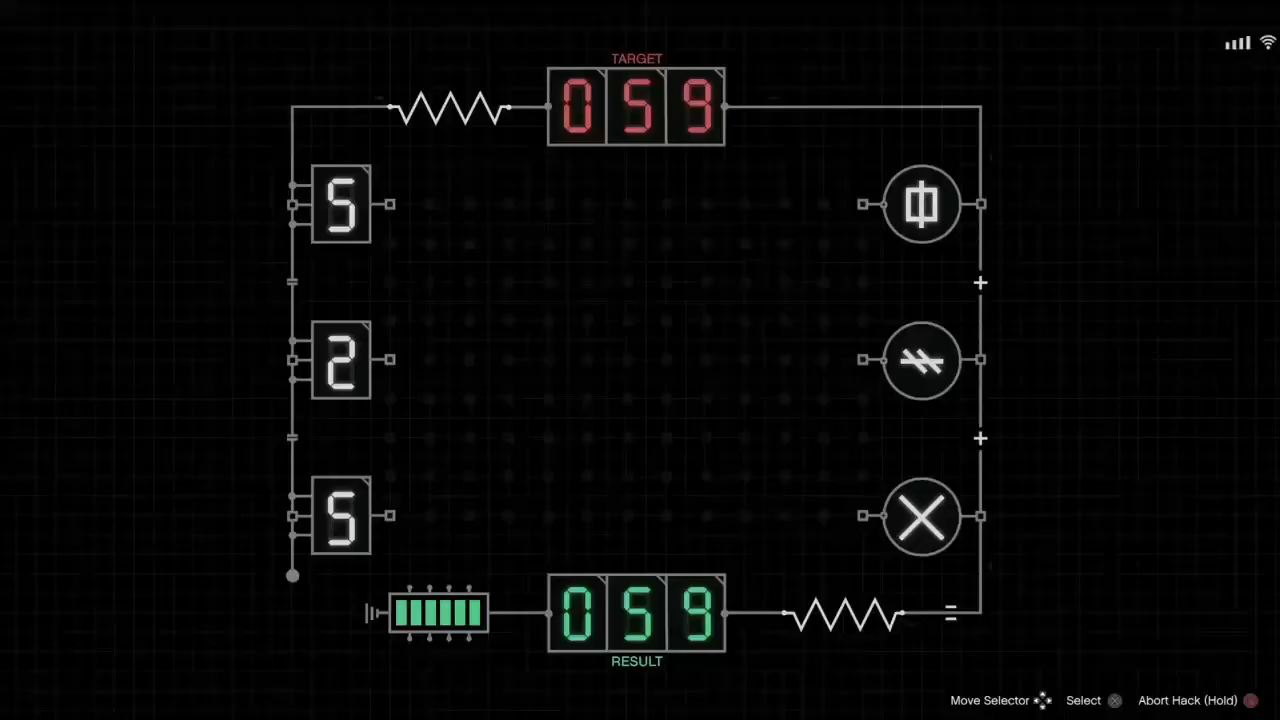 TARGET
059
5
2
+
5
+
059
=
RESULT
Move Selector Select Abort Hack (Hold)